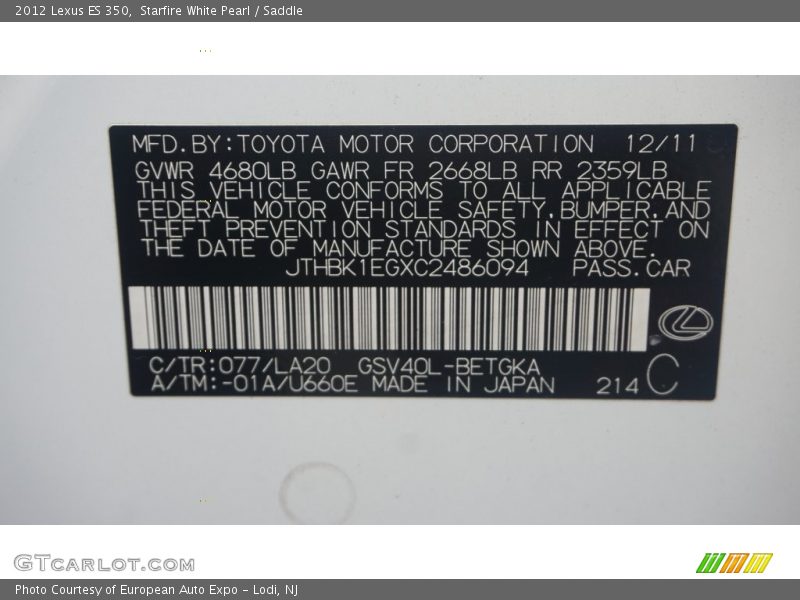 2012 Lexus ES 350, Starfire White Pearl / Saddle
MFD.BY:TOYOTA MOTOR CORPORATION 12/11
GVWR 4680LB GAWR FR 2668LB RR 2359LB
THIS VEHICLE CONFORMS TO ALL APPLICABLE
FEDERAL MOTOR VEHICLE SAFETY,BUMPER,AND
THEFT PREVENTION STANDARDS IN EFFECT ON
THE DATE OF MANUFACTURE SHOWN ABOVE.
JTHBK1EGXC2486094 PASS.CAR
C/TR:077/LA20 GSV40L-BETGKA
A/TM:-01A/U660E MADE IN JAPAN 214 C
GTcarlot.com
Photo Courtesy of European Auto Expo - Lodi, NJ